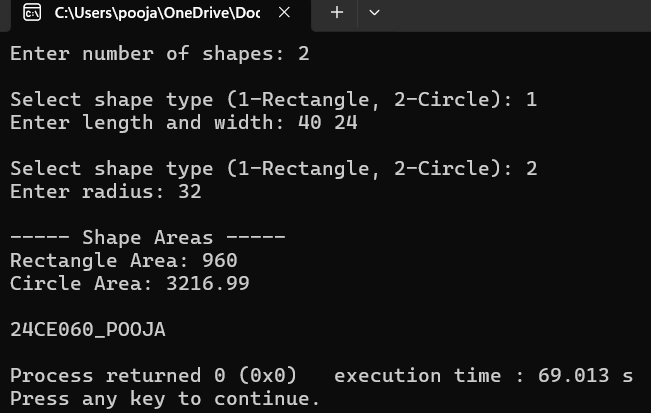 C:\Users\pooja\OneDrive\Doc
Enter number of shapes: 2
Select shape type (1-Rectangle, 2-Circle): 1
Enter length and width: 40 24
Select shape type (1-Rectangle, 2-Circle): 2
Enter radius: 32
----- Shape Areas -----
Rectangle Area: 960
Circle Area: 3216.99
24CE060_POOJA
Process returned 0 (0x0)   execution time : 69.013 s
Press any key to continue.